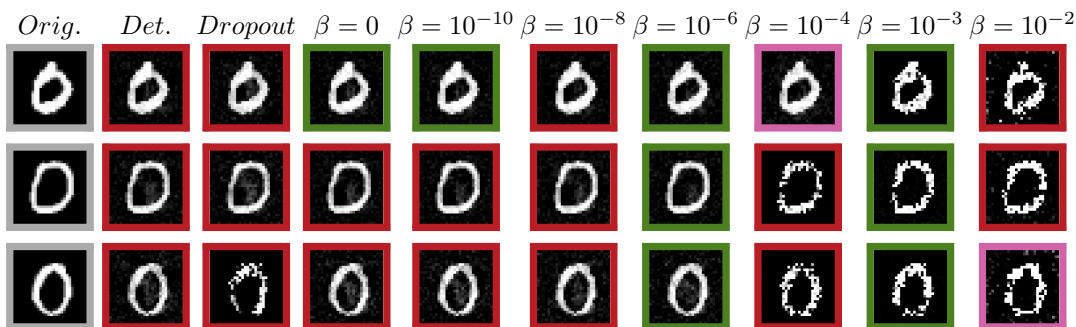 Orig. Det. Dropout β = 0 β = 10⁻¹⁰ β = 10⁻⁸ β = 10⁻⁶ β = 10⁻⁴ β = 10⁻³ β = 10⁻²